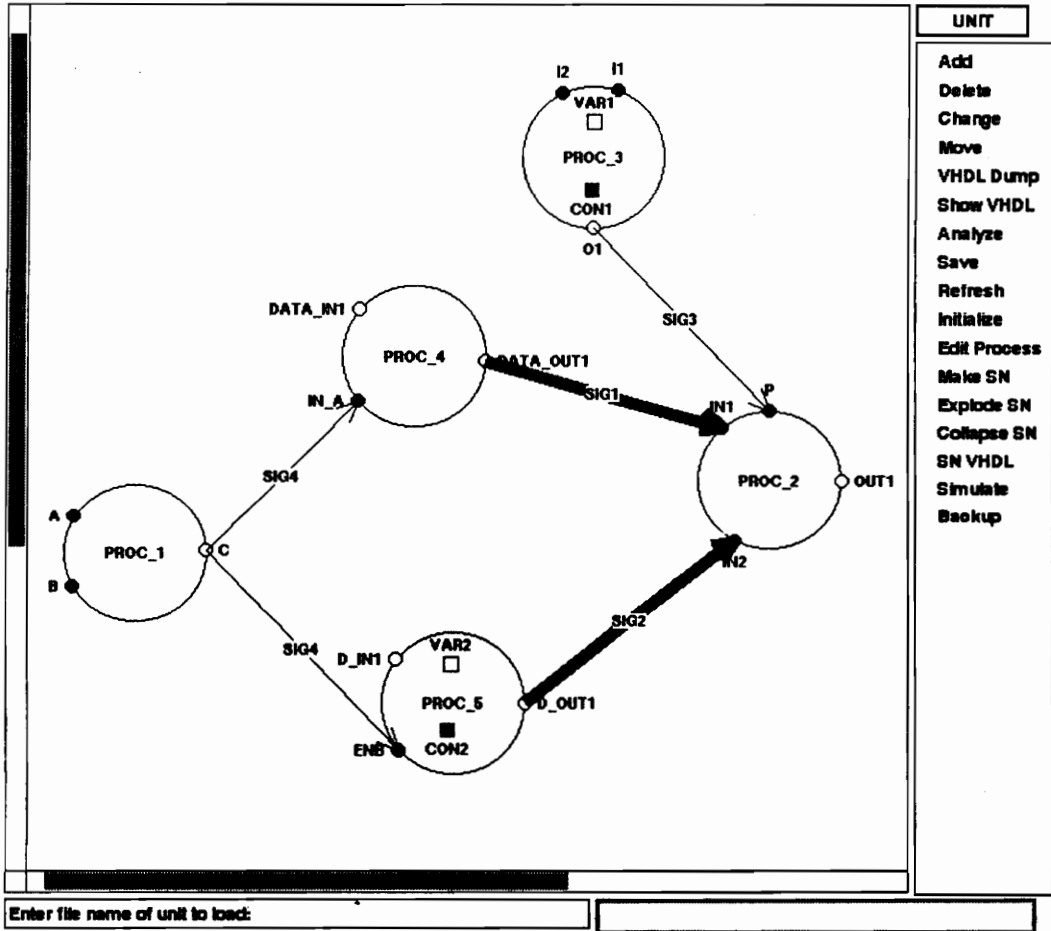 UNIT
Add
Delete
Change
Move
VHDL Dump
Show VHDL
Analyze
Save
Refresh
Initialize
Edit Process
Make SN
Explode SN
Collapse SN
SN VHDL
Simulate
Backup
I2
I1
VAR1
PROC_3
CON1
O1
SIG3
DATA_IN1
PROC_4
DATA_OUT1
IN_A
SIG1
P
IN1
PROC_2
OUT1
IN2
SIG4
A
PROC_1
C
B
SIG4
SIG2
D_IN1
VAR2
PROC_5
D_OUT1
ENB
CON2
Enter file name of unit to load: